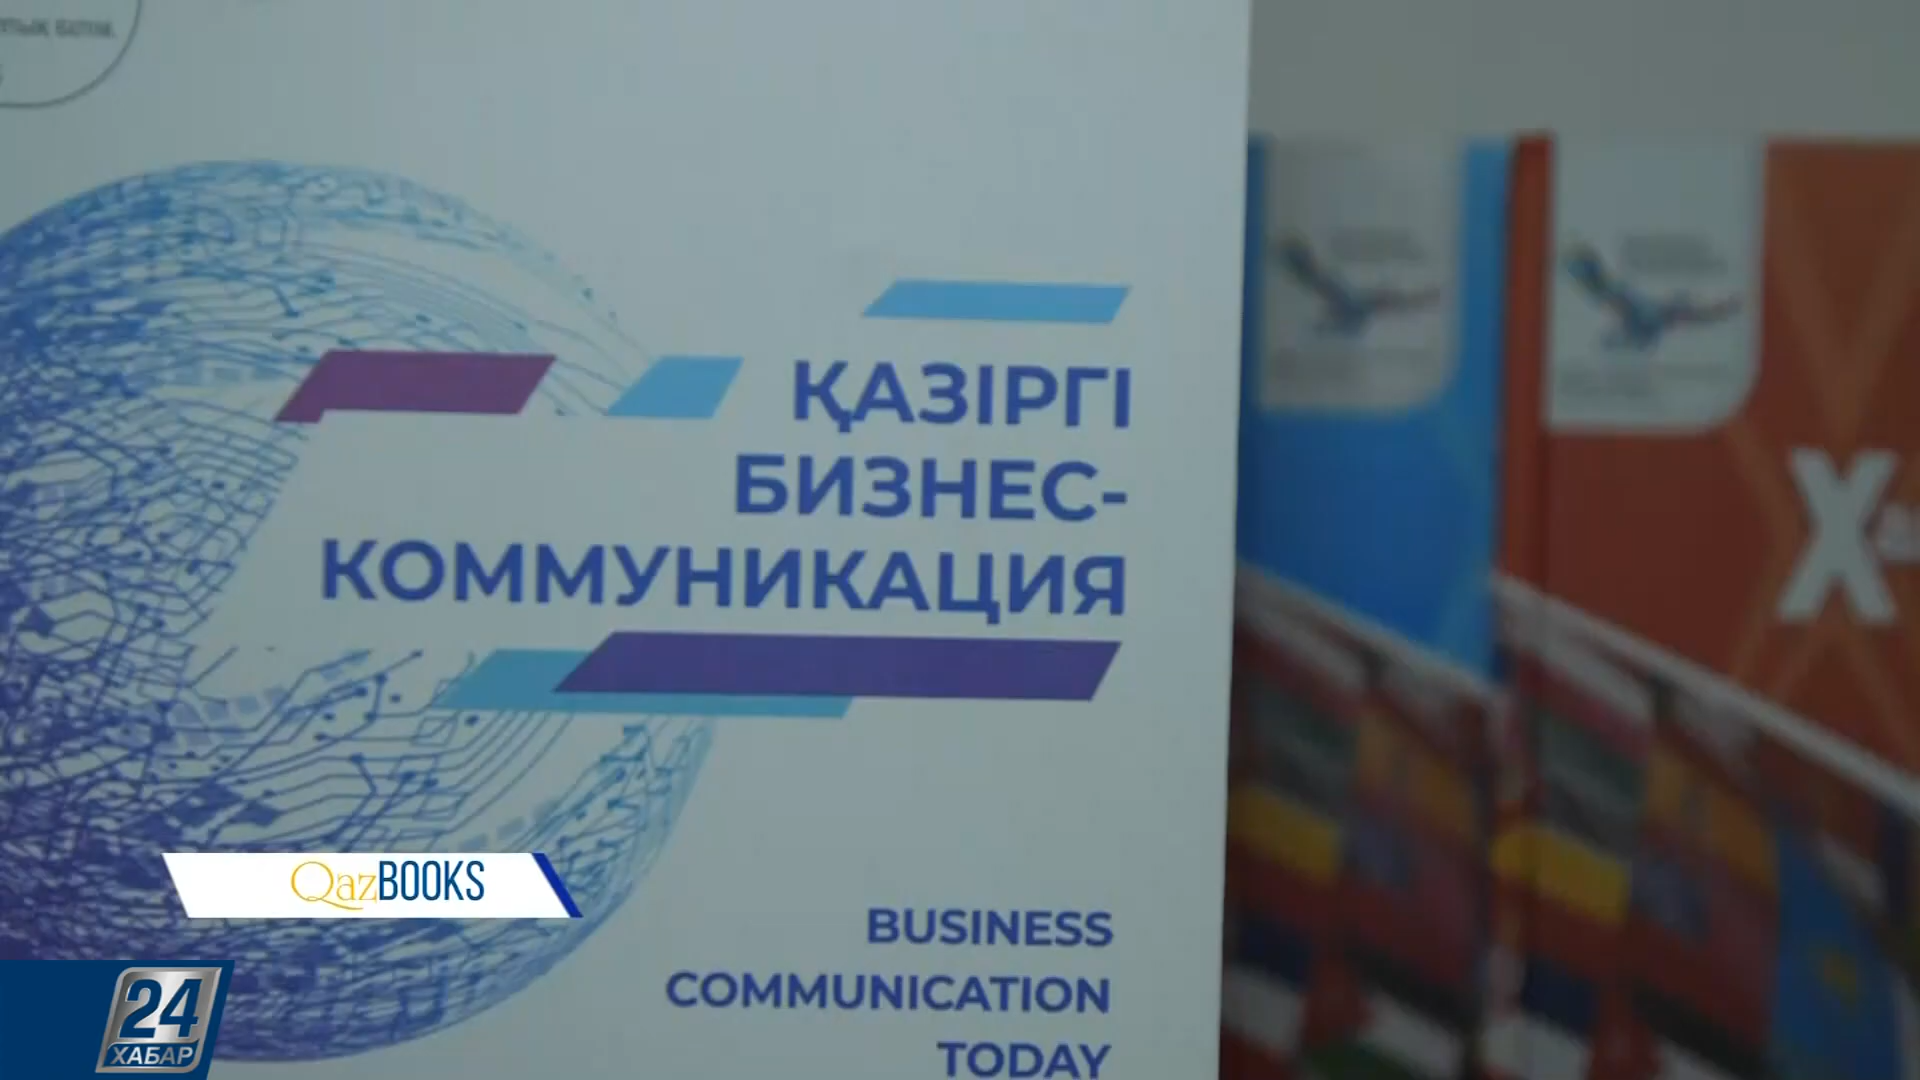 ҚАЗІРГІ
БИЗНЕС-
КОММУНИКАЦИЯ
BUSINESS
COMMUNICATION
TODAY
QazBOOKS
24
ХАБАР